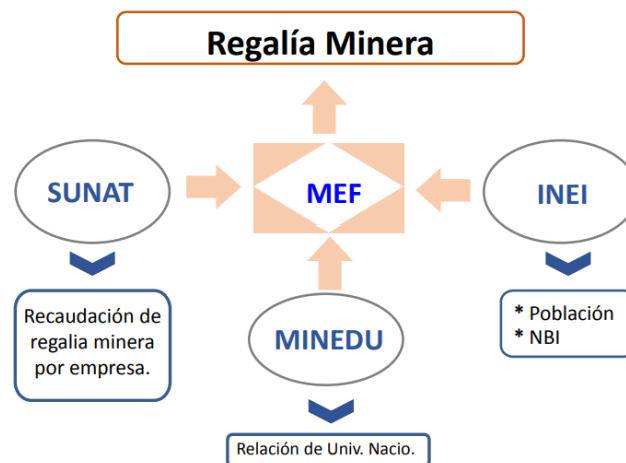 Regalía Minera
SUNAT
MEF
INEI
MINEDU
Recaudación de
regalia minera
por empresa.
* Población
* NBI
Relación de Univ. Nacio.